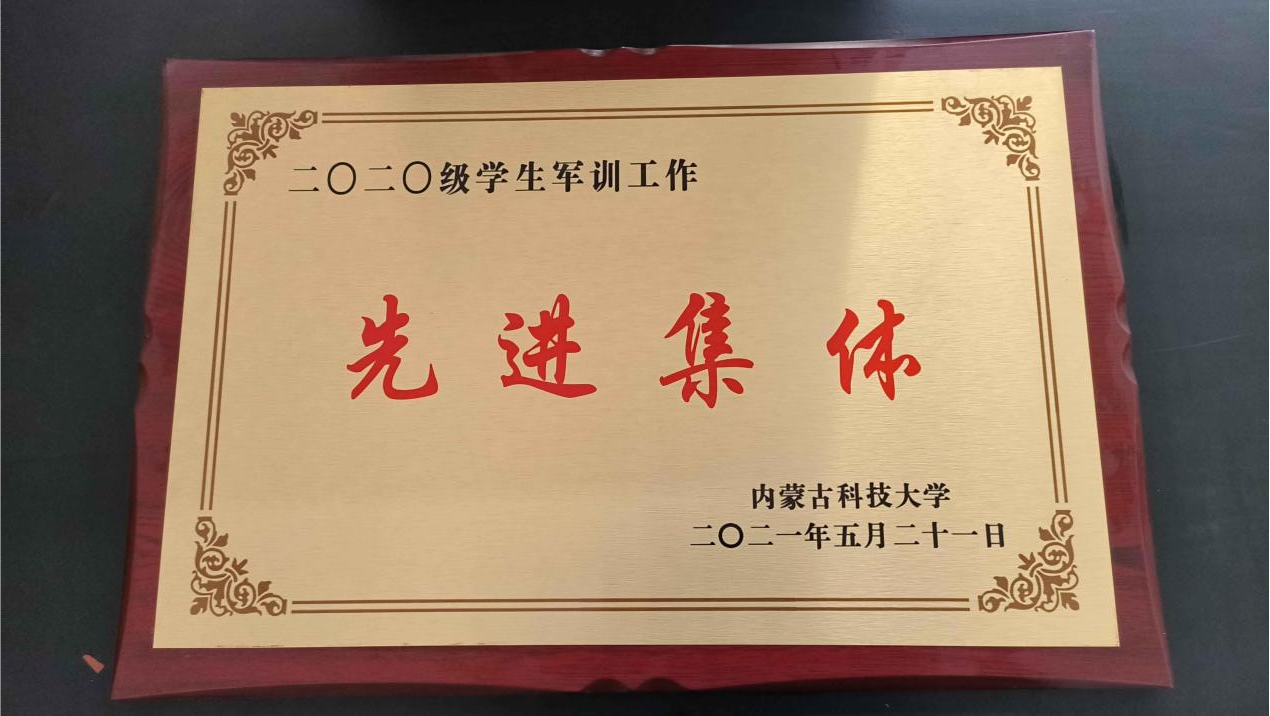 二〇二〇级学生军训工作
先进集体
内蒙古科技大学
二〇二一年五月二十一日